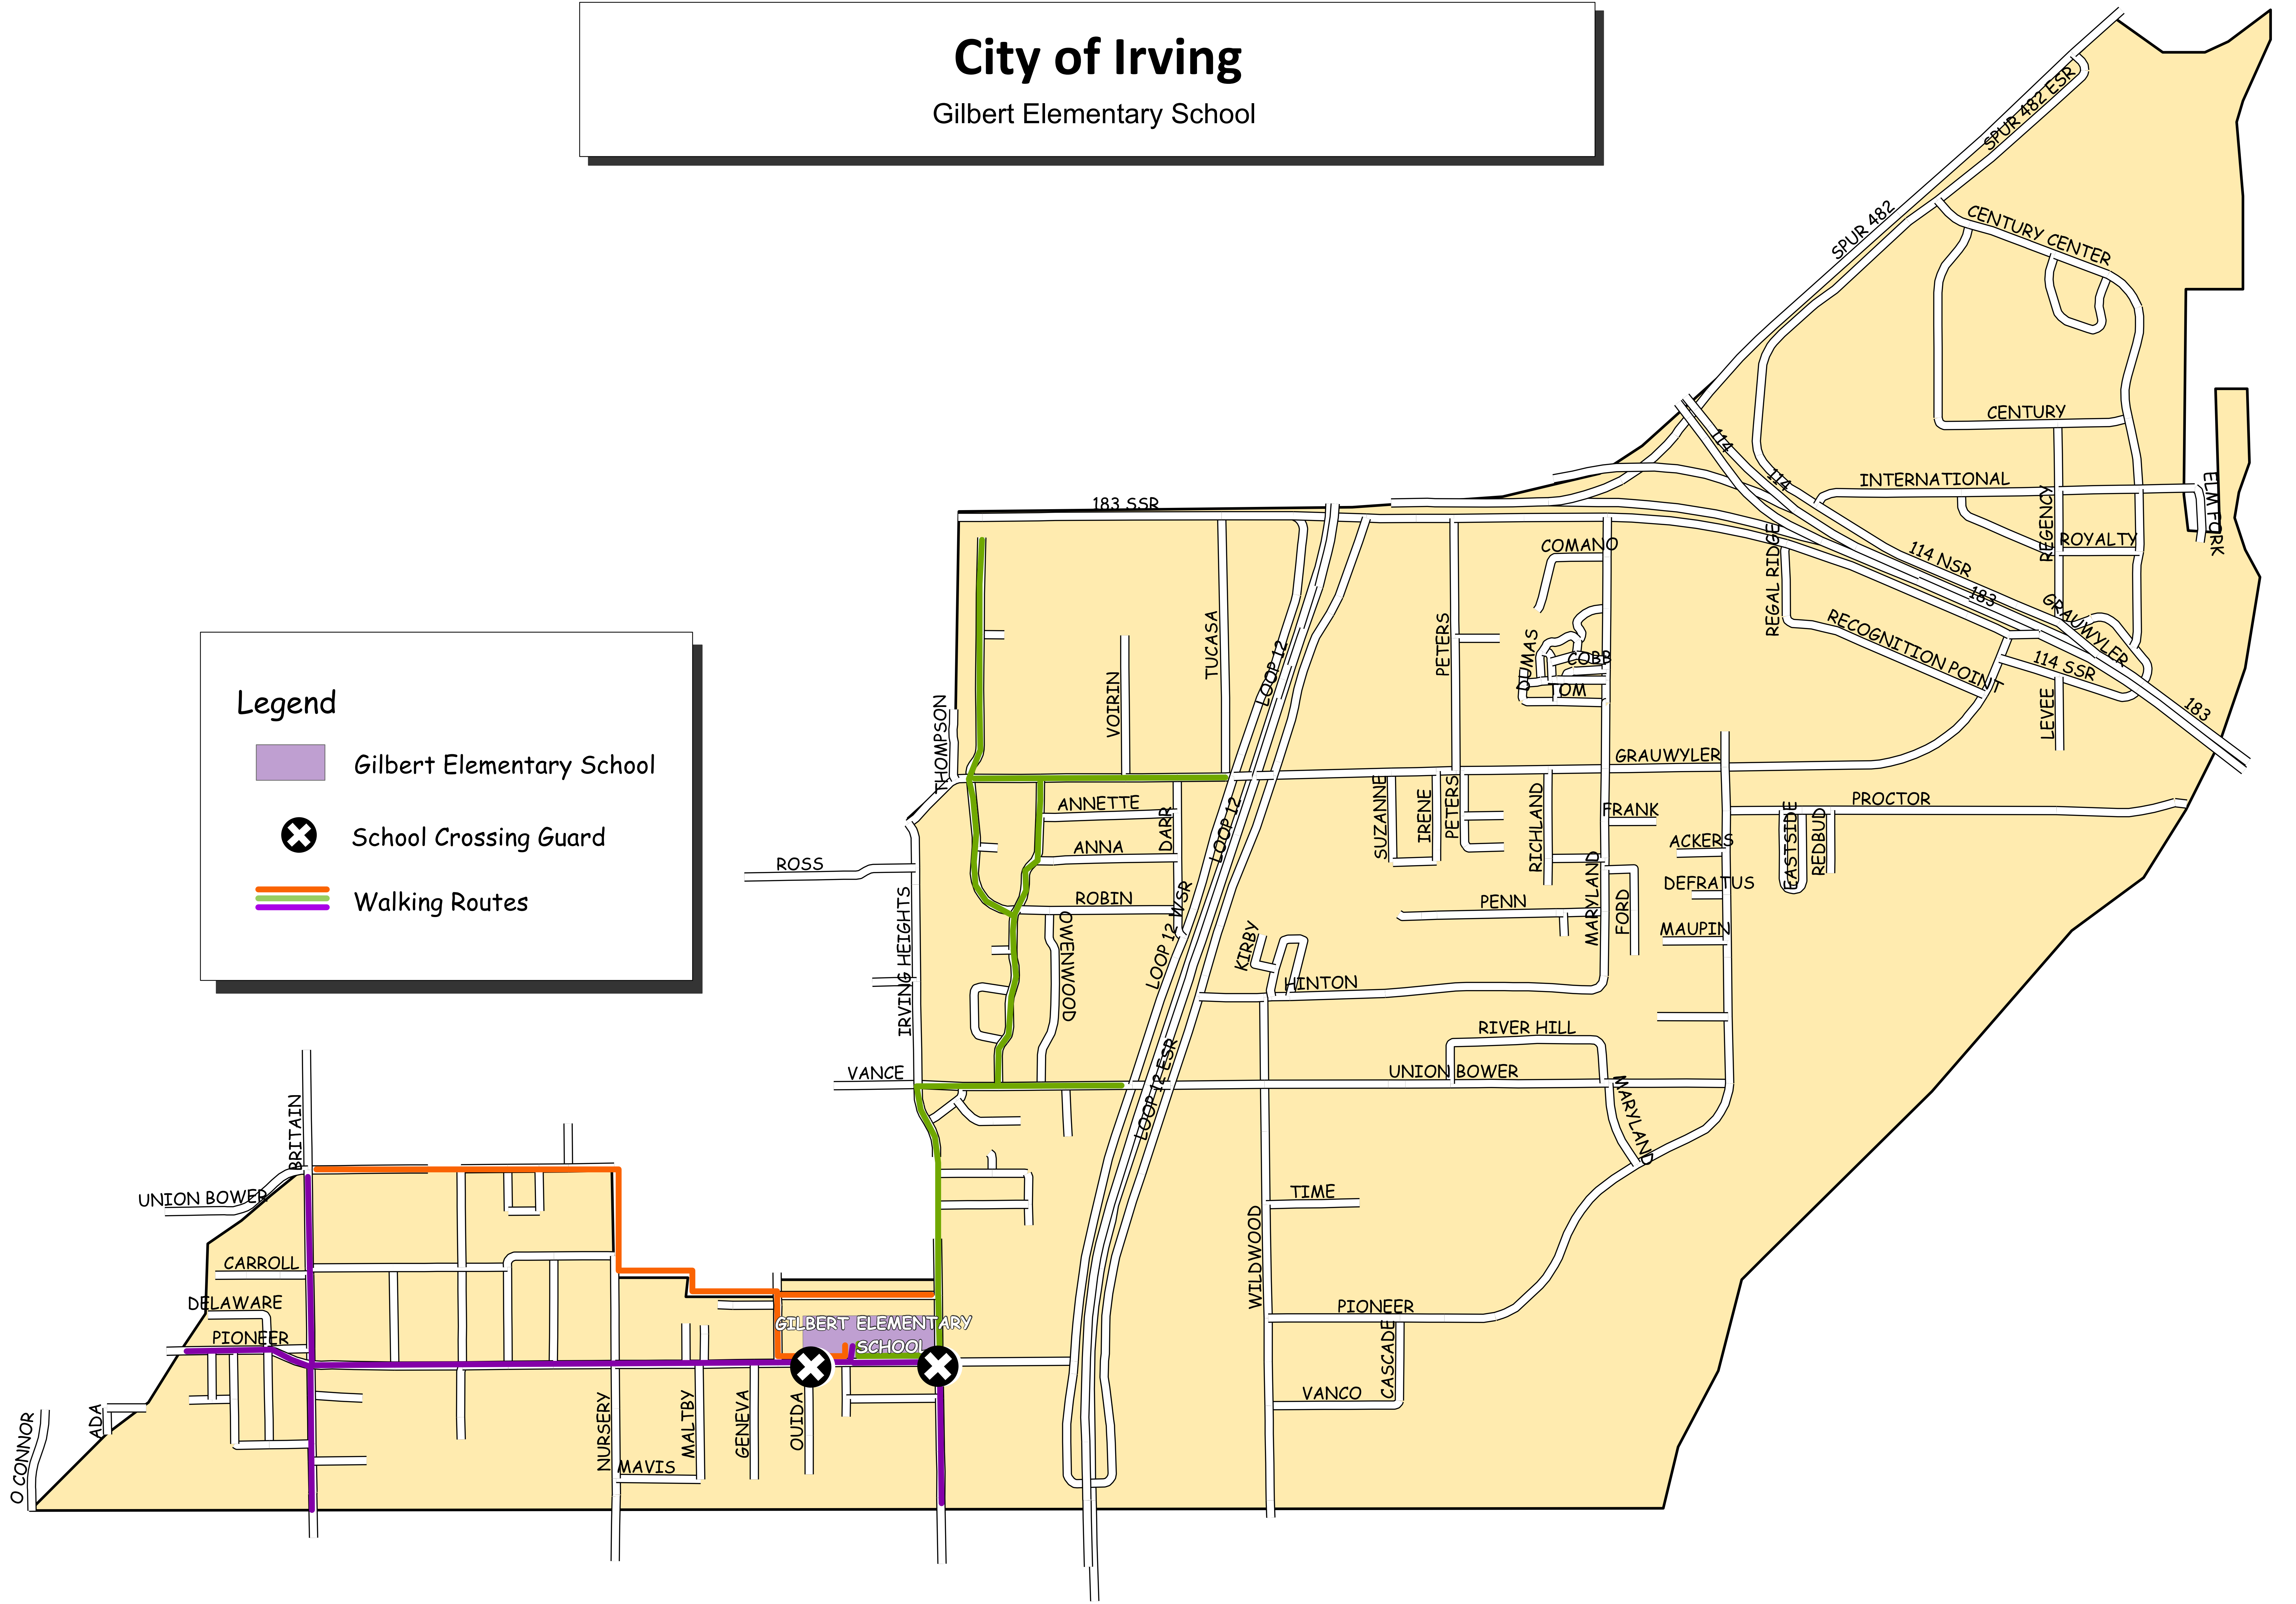 City of Irving
Gilbert Elementary School
SPUR 482 ESR
SPUR 482
CENTURY CENTER
CENTURY
114
114
INTERNATIONAL
ELM FORK
REGENCY
ROYALTY
183 SSR
COMANO
REGAL RIDGE
114 NSR
183
GRAUWYLER
RECOGNITION POINT
114 SSR
LEVEE
183
TUCASA
LOOP 12
PETERS
DUMAS
COBB
TOM
VOIRIN
THOMPSON
Legend
Gilbert Elementary School
School Crossing Guard
Walking Routes
GRAUWYLER
PROCTOR
ANNETTE
DARR
LOOP 12
SUZANNE
IRENE
PETERS
RICHLAND
FRANK
EASTSIDE
REDBUD
ANNA
ACKERS
ROSS
MARYLAND
DEFRATUS
ROBIN
LOOP 12 WSR
PENN
FORD
MAUPIN
IRVING HEIGHTS
OWENWOOD
KIRBY
HINTON
RIVER HILL
VANCE
LOOP 12 ESR
UNION BOWER
MARYLAND
BRITAIN
UNION BOWER
TIME
WILDWOOD
CARROLL
DELAWARE
PIONEER
PIONEER
GILBERT ELEMENTARY
SCHOOL
CASCADE
VANCO
O CONNOR
ADA
NURSERY
MALTBY
GENEVA
OUIDA
MAVIS